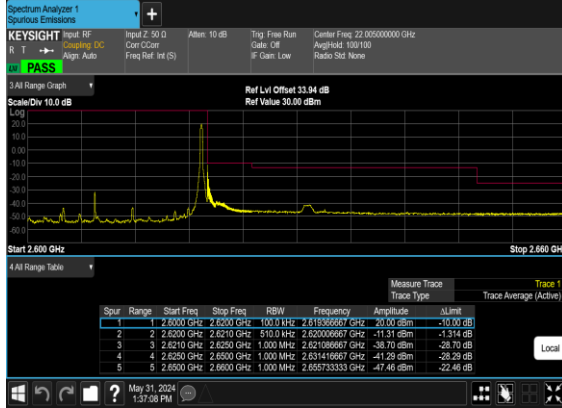 Spectrum Analyzer 1
Spurious Emissions
+
KEYSIGHT Input: RF Input Z: 50 Ω Atten: 10 dB Trig: Free Run Center Freq: 22.005000000 GHz
R T Coupling: DC Corr CCorr Gate: Off Avg|Hold: 100/100
Align: Auto Freq Ref: Int (S) IF Gain: Low Radio Std: None
PASS
3 All Range Graph
Ref Lvl Offset 33.94 dB
Scale/Div 10.0 dB Ref Value 30.00 dBm
Log
20.0
10.0
0.00
-10.0
-20.0
-30.0
-40.0
-50.0
-60.0
Start 2.600 GHz Stop 2.660 GH
4 All Range Table
Measure Trace Trace 1
Trace Type Trace Average (Active)
Spur Range Start Freq Stop Freq RBW Frequency Amplitude ΔLimit
1 1 2.6000 GHz 2.6200 GHz 100.0 kHz 2.619366667 GHz 20.00 dBm -10.00 dB
2 2 2.6200 GHz 2.6210 GHz 510.0 kHz 2.620006667 GHz -11.31 dBm -1.314 dB
3 3 2.6210 GHz 2.6250 GHz 1.000 MHz 2.621086667 GHz -38.70 dBm -28.70 dB
4 4 2.6250 GHz 2.6500 GHz 1.000 MHz 2.631416667 GHz -41.29 dBm -28.29 dB
5 5 2.6500 GHz 2.6600 GHz 1.000 MHz 2.655733333 GHz -47.46 dBm -22.46 dB
Local
? May 31, 2024
1:37:08 PM